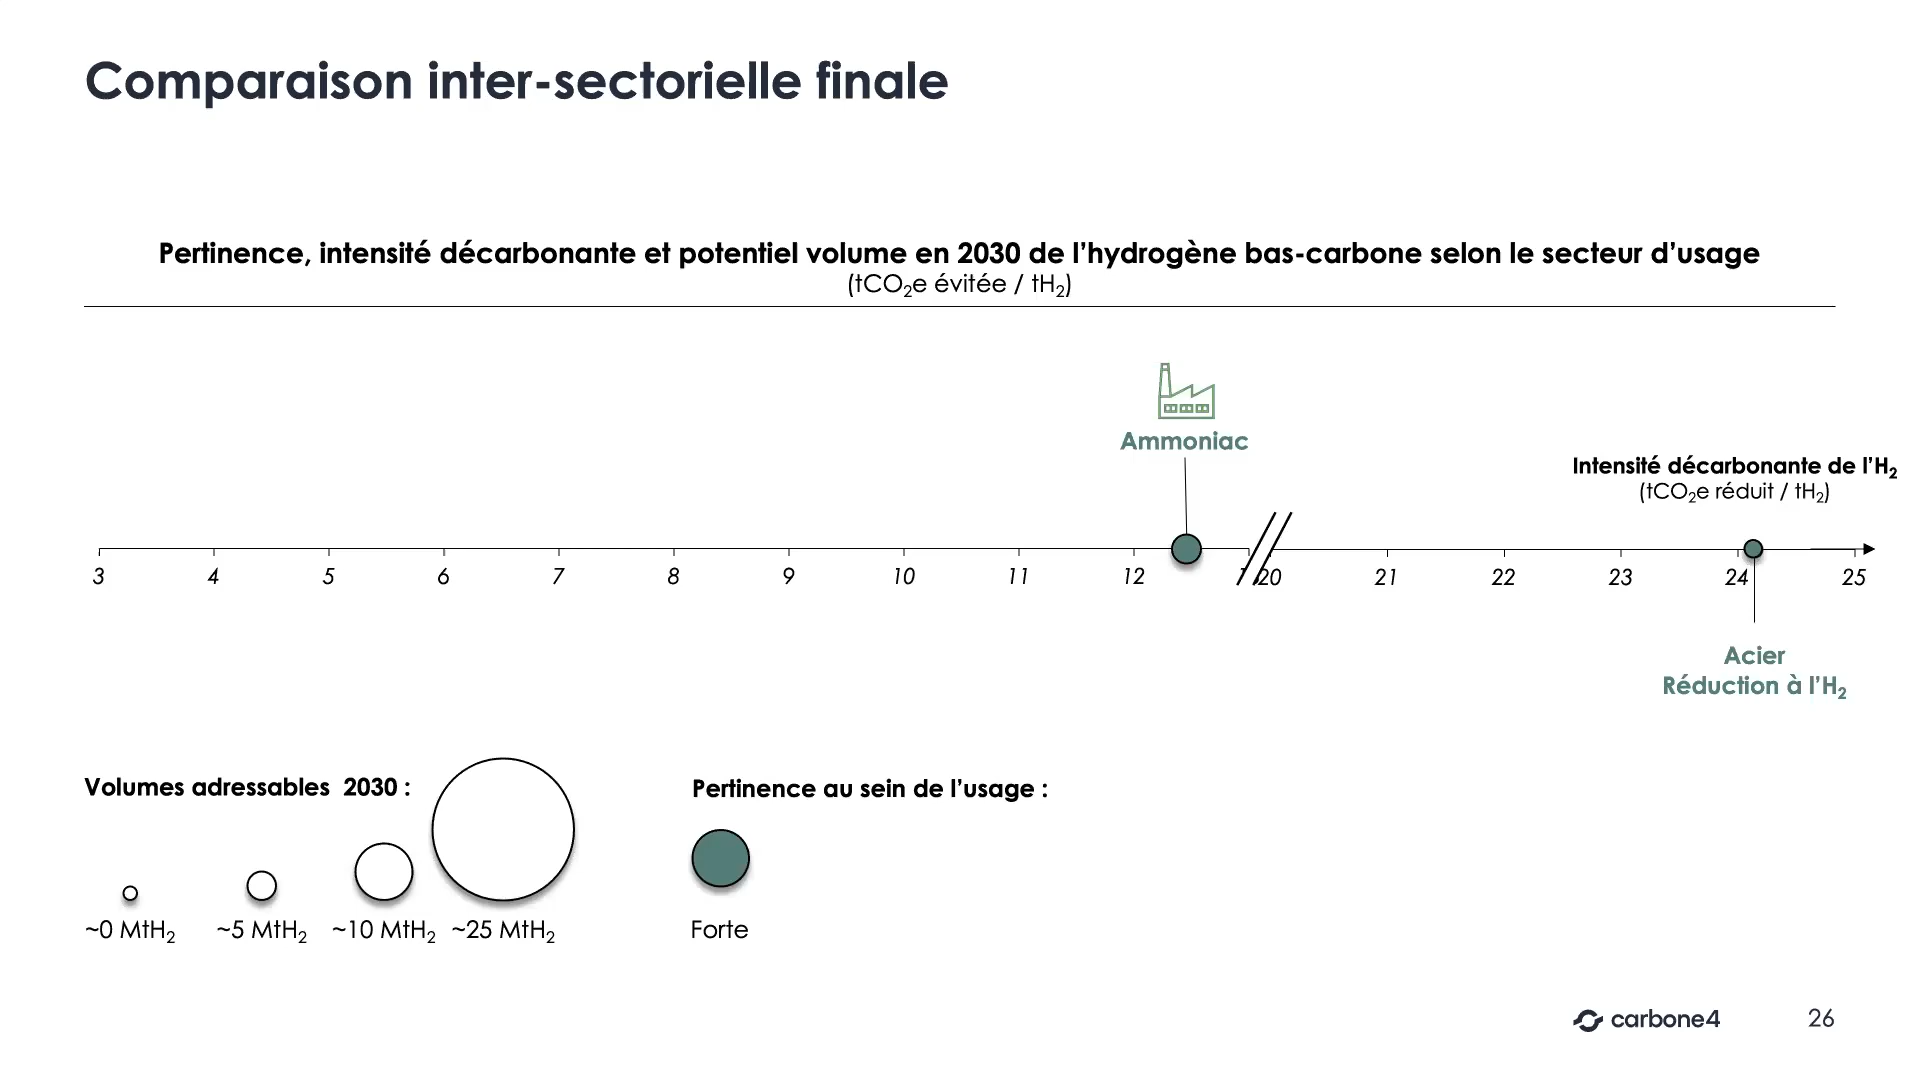 Comparaison inter-sectorielle finale
Pertinence, intensité décarbonante et potentiel volume en 2030 de l’hydrogène bas-carbone selon le secteur d’usage
(tCO₂e évitée / tH₂)
Ammoniac
Intensité décarbonante de l’H₂
(tCO₂e réduit / tH₂)
3 4 5 6 7 8 9 10 11 12 20 21 22 23 24 25
Acier
Réduction à l’H₂
Volumes adressables 2030 :
~0 MtH₂ ~5 MtH₂ ~10 MtH₂ ~25 MtH₂
Pertinence au sein de l’usage :
Forte
carbone4
26